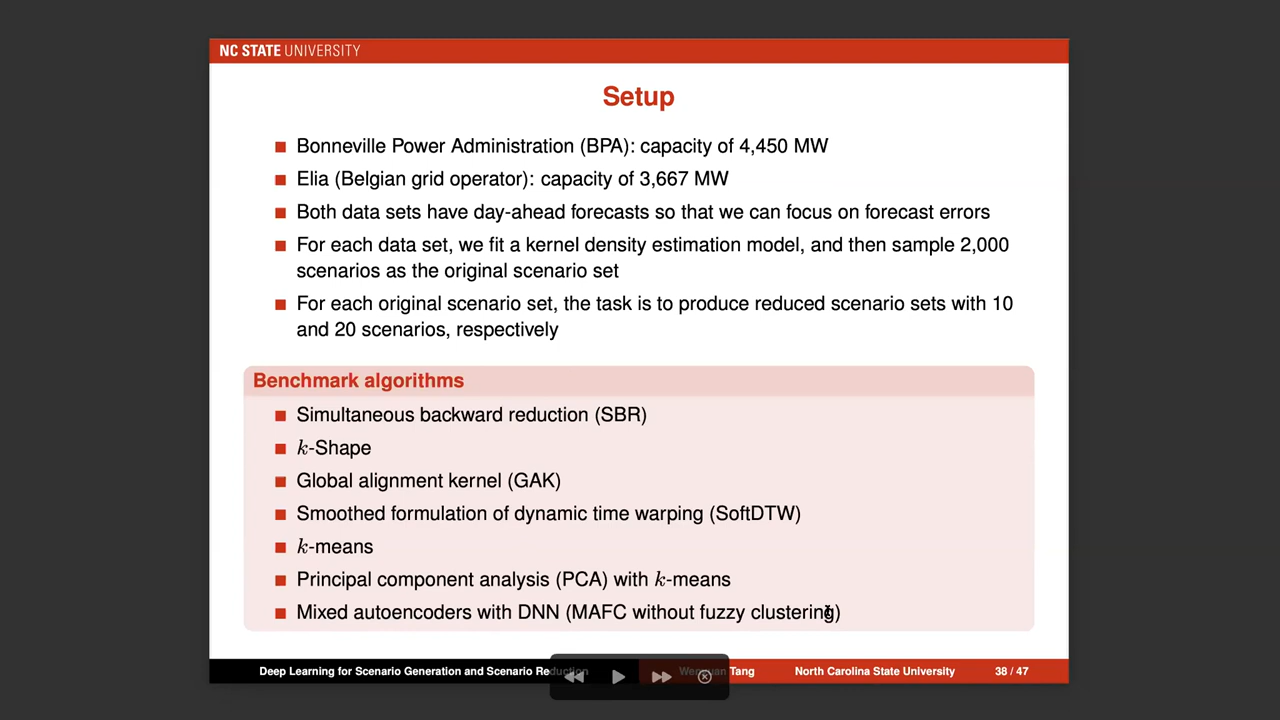 NC STATE UNIVERSITY
Setup
Bonneville Power Administration (BPA): capacity of 4,450 MW
Elia (Belgian grid operator): capacity of 3,667 MW
Both data sets have day-ahead forecasts so that we can focus on forecast errors
For each data set, we fit a kernel density estimation model, and then sample 2,000
scenarios as the original scenario set
For each original scenario set, the task is to produce reduced scenario sets with 10
and 20 scenarios, respectively
Benchmark algorithms
Simultaneous backward reduction (SBR)
k-Shape
Global alignment kernel (GAK)
Smoothed formulation of dynamic time warping (SoftDTW)
k-means
Principal component analysis (PCA) with k-means
Mixed autoencoders with DNN (MAFC without fuzzy clustering)
Deep Learning for Scenario Generation and Scenario Reduction Wenyuan Tang North Carolina State University 38 / 47